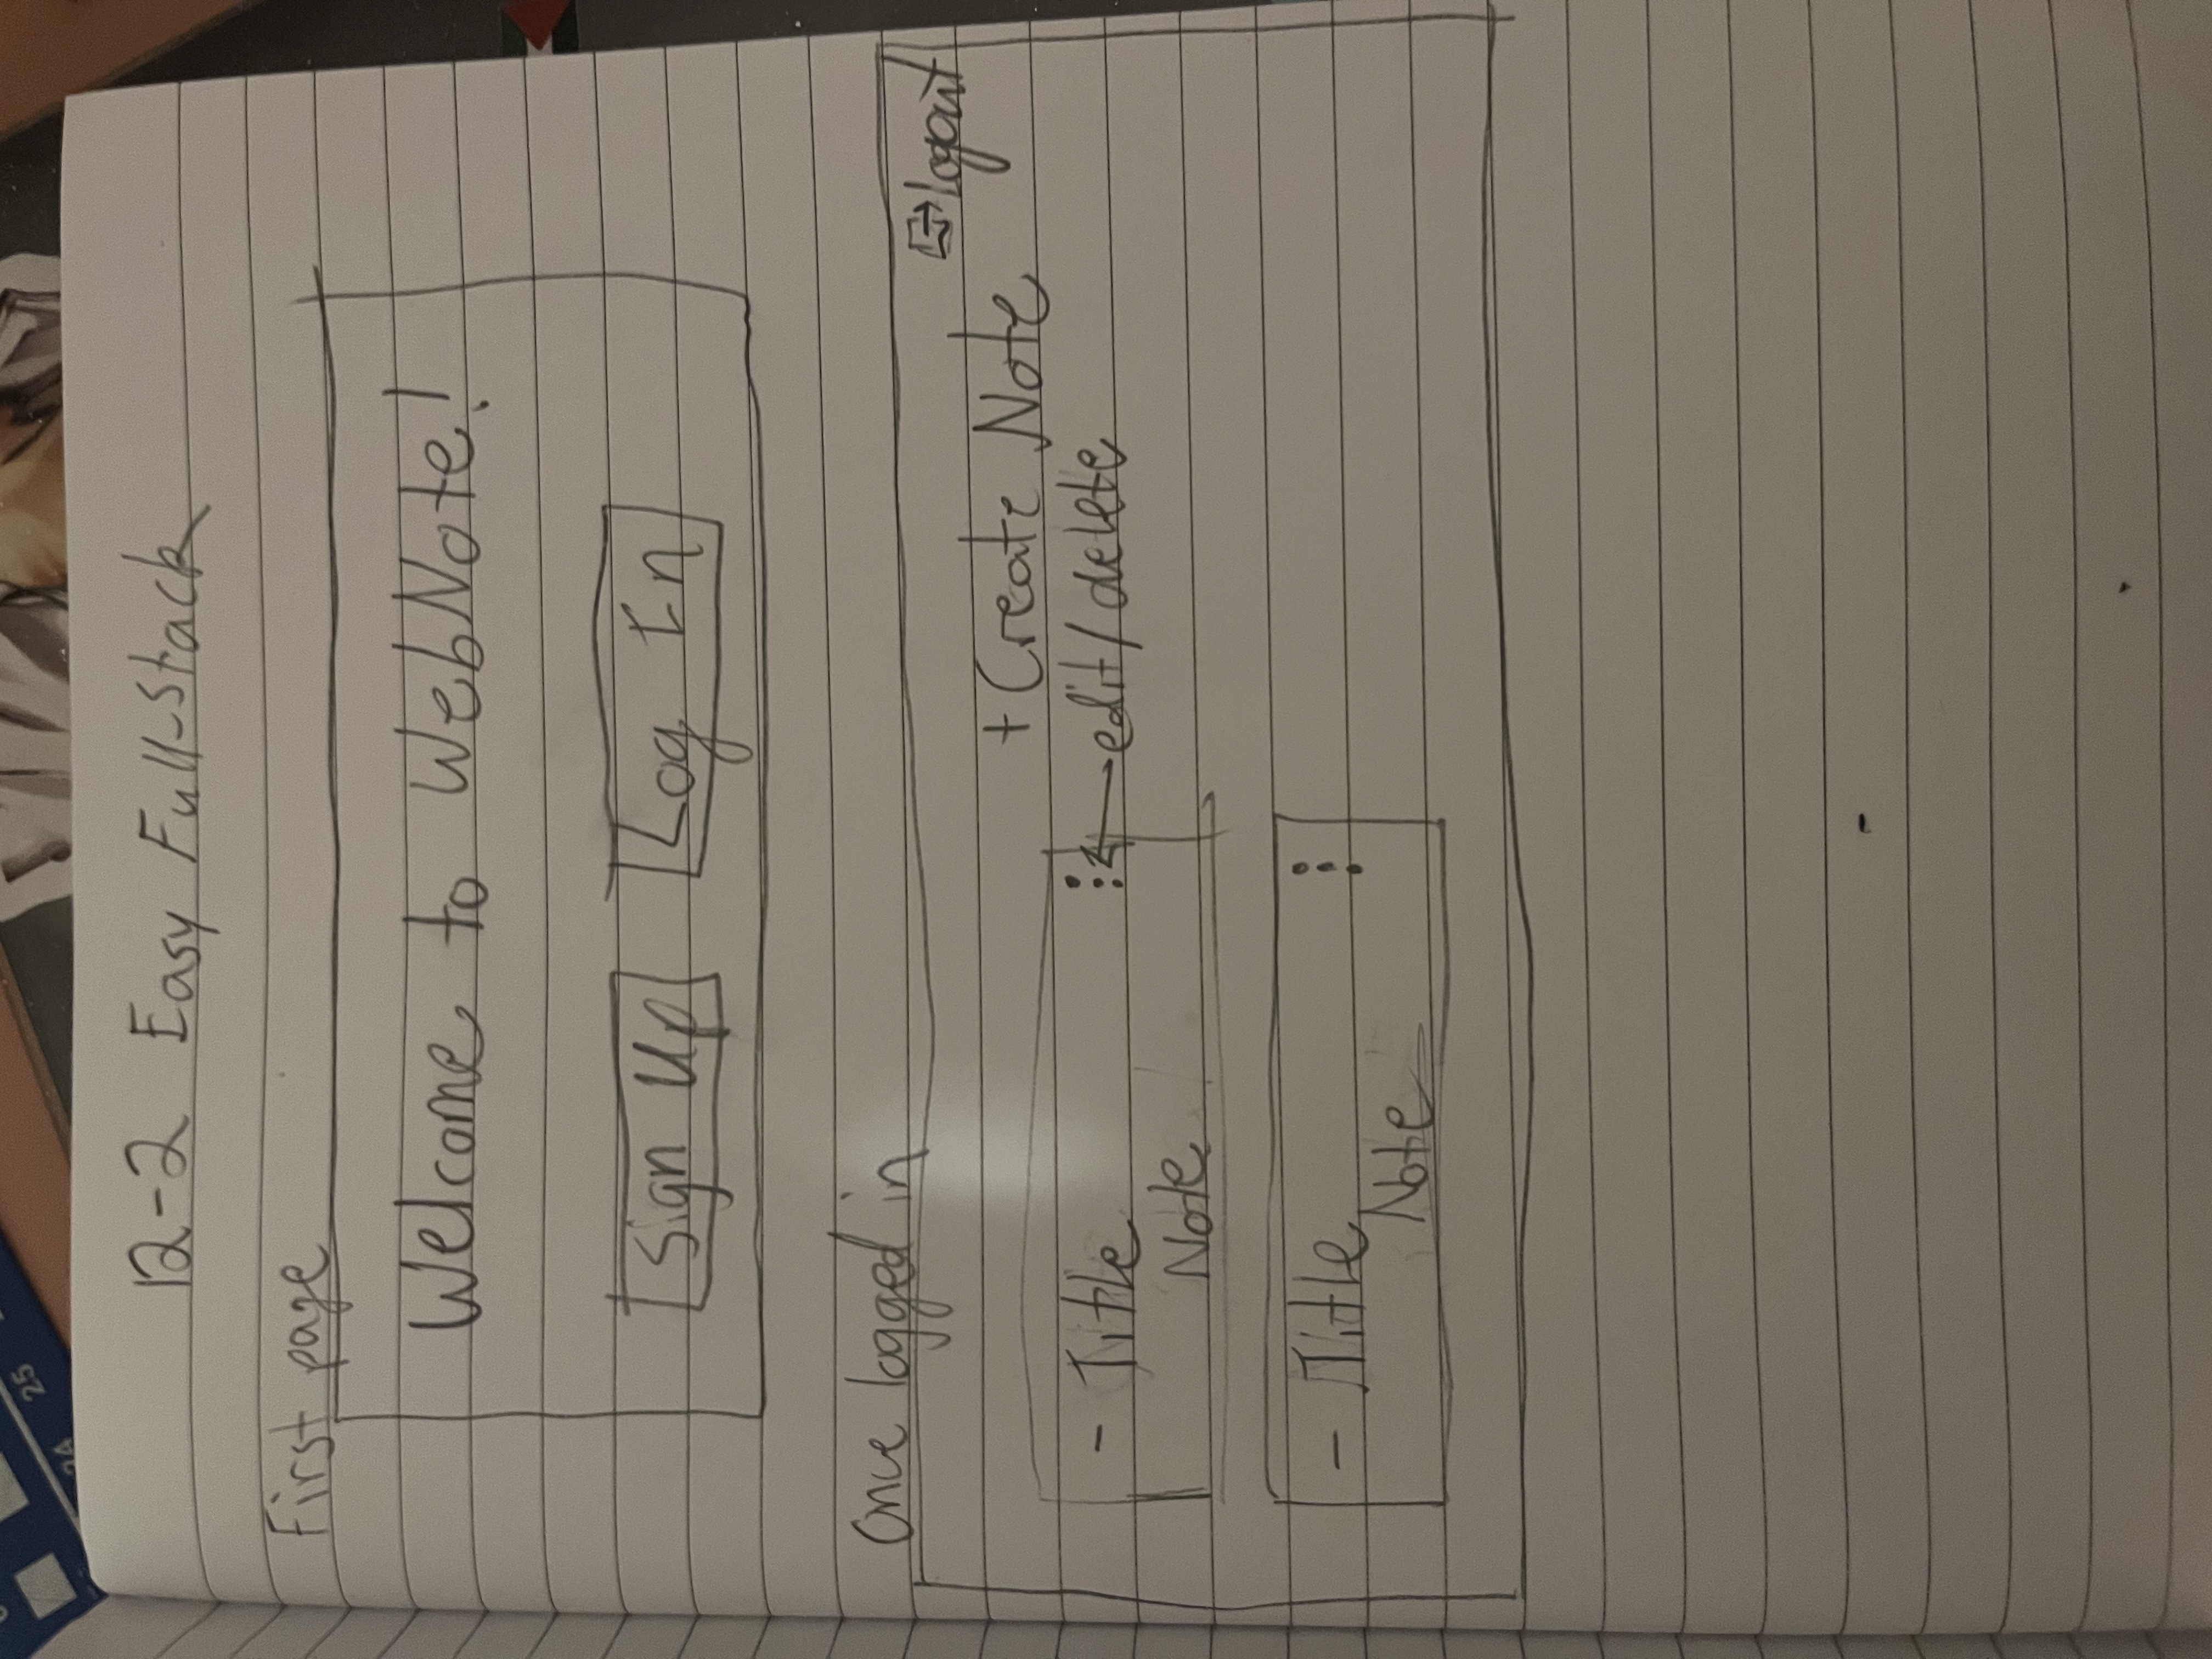 25
24
12-2 Easy Full-Stack
First page
Welcome to WebNote!
Sign Up Log In
Once logged in
Logout
+ Create Note
- Title edit/delete
Note
- Title
Note